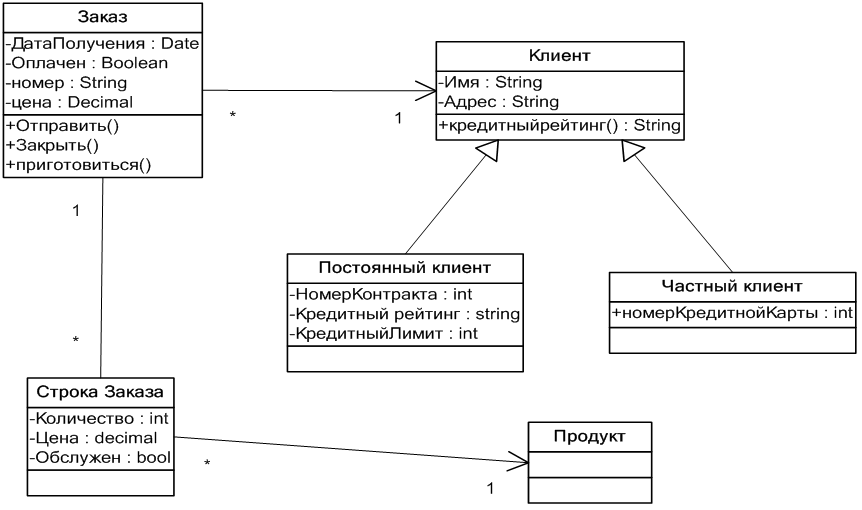 Заказ
-ДатаПолучения : Date
-Оплачен : Boolean
-номер : String
-цена : Decimal
+Отправить()
+Закрыть()
+приготовиться()
Клиент
-Имя : String
-Адрес : String
+кредитныйрейтинг() : String
*
1
1
*
Постоянный клиент
-НомерКонтракта : int
-Кредитный рейтинг : string
-КредитныйЛимит : int
Частный клиент
+номерКредитнойКарты : int
Строка Заказа
-Количество : int
-Цена : decimal
-Обслужен : bool
*
1
Продукт